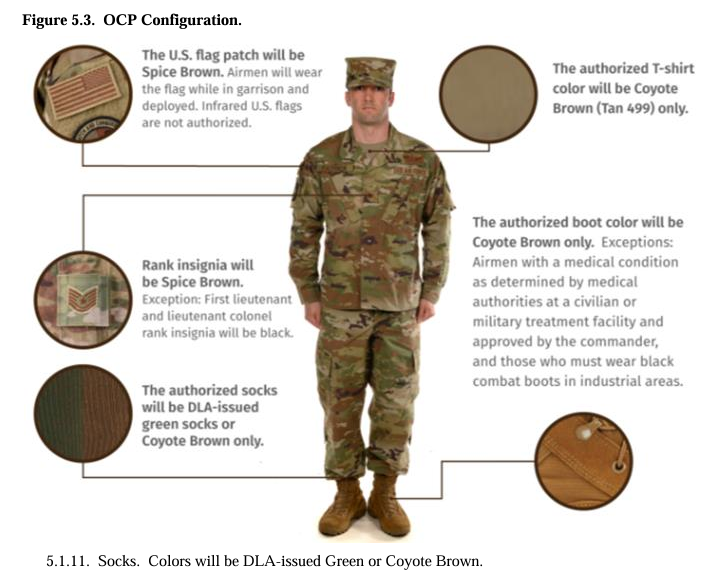 Figure 5.3.  OCP Configuration.
The U.S. flag patch will be
Spice Brown. Airmen will wear
the flag while in garrison and
deployed. Infrared U.S. flags
are not authorized.
The authorized T-shirt
color will be Coyote
Brown (Tan 499) only.
The authorized boot color will be
Coyote Brown only.  Exceptions:
Airmen with a medical condition
as determined by medical
authorities at a civilian or
military treatment facility and
approved by the commander,
and those who must wear black
combat boots in industrial areas.
Rank insignia will
be Spice Brown.
Exception: First lieutenant
and lieutenant colonel
rank insignia will be black.
The authorized socks
will be DLA-issued
green socks or
Coyote Brown only.
5.1.11.  Socks.  Colors will be DLA-issued Green or Coyote Brown.